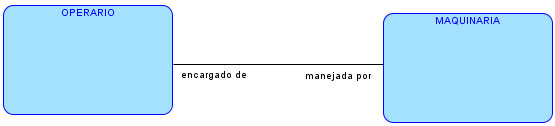 OPERARIO
MAQUINARIA
encargado de
manejada por